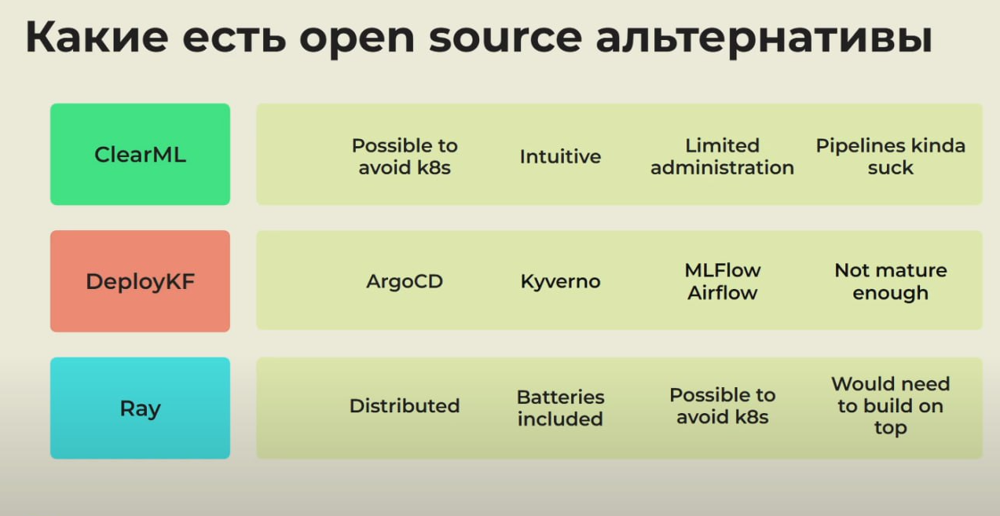 Какие есть open source альтернативы
ClearML
Possible to
avoid k8s
Intuitive
Limited
administration
Pipelines kinda
suck
DeployKF
ArgoCD
Kyverno
MLFlow
Airflow
Not mature
enough
Ray
Distributed
Batteries
included
Possible to
avoid k8s
Would need
to build on
top